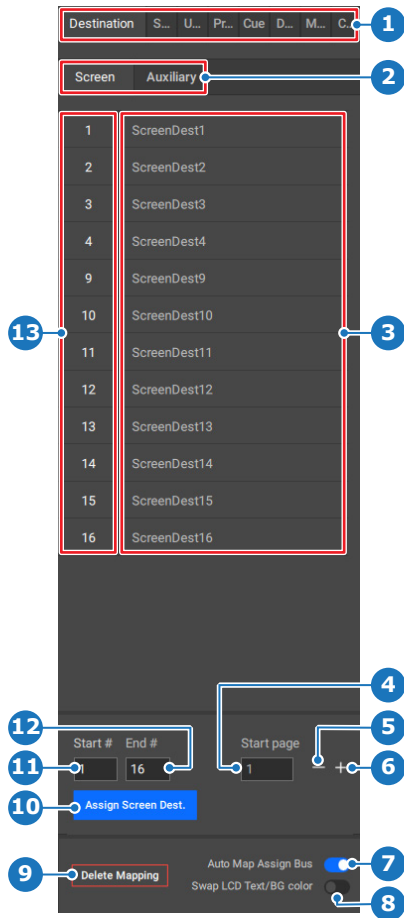 Destination S... U... Pr... Cue D... M... C... 1
Screen Auxiliary 2
1 ScreenDest1
2 ScreenDest2
3 ScreenDest3
4 ScreenDest4
9 ScreenDest9
10 ScreenDest10
13 11 ScreenDest11 3
12 ScreenDest12
13 ScreenDest13
14 ScreenDest14
15 ScreenDest15
16 ScreenDest16
4
12 5
Start # End # Start page
11 1 16 1 − + 6
10 Assign Screen Dest.
Auto Map Assign Bus 7
9 Delete Mapping
Swap LCD Text/BG color 8